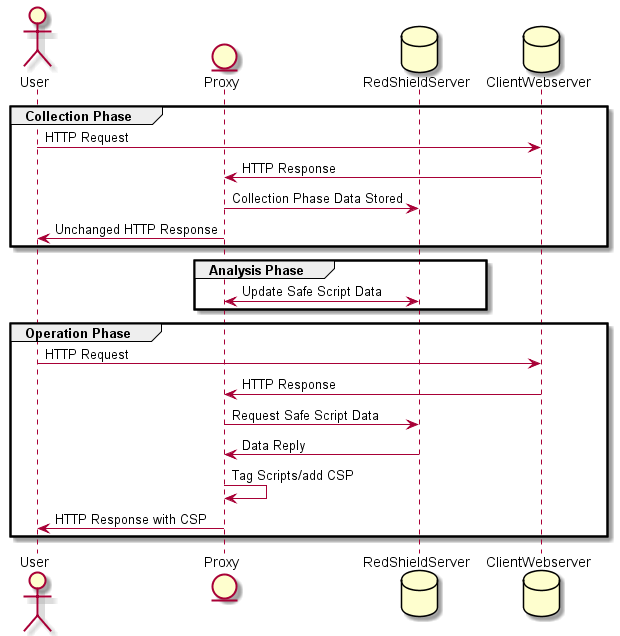 User
Proxy
RedShieldServer
ClientWebserver
Collection Phase
HTTP Request
HTTP Response
Collection Phase Data Stored
Unchanged HTTP Response
Analysis Phase
Update Safe Script Data
Operation Phase
HTTP Request
HTTP Response
Request Safe Script Data
Data Reply
Tag Scripts/add CSP
HTTP Response with CSP
User
Proxy
RedShieldServer
ClientWebserver